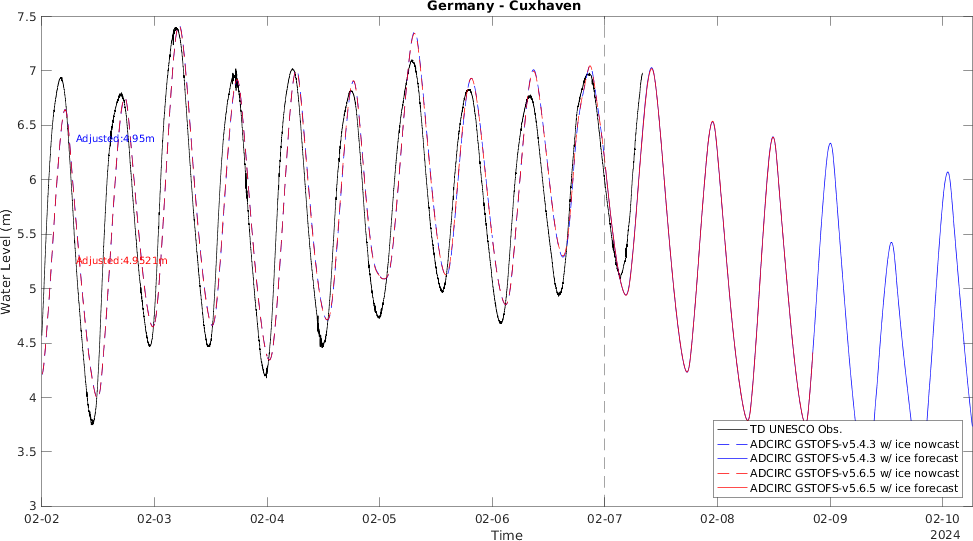 Germany - Cuxhaven
7.5
7
6.5
6
5.5
5
4.5
4
3.5
3
Water Level (m)
Adjusted:4.95m
Adjusted:4.9521m
TD UNESCO Obs.
ADCIRC GSTOFS-v5.4.3 w/ ice nowcast
ADCIRC GSTOFS-v5.4.3 w/ ice forecast
ADCIRC GSTOFS-v5.6.5 w/ ice nowcast
ADCIRC GSTOFS-v5.6.5 w/ ice forecast
02-02 02-03 02-04 02-05 02-06 02-07 02-08 02-09 02-10
Time
2024